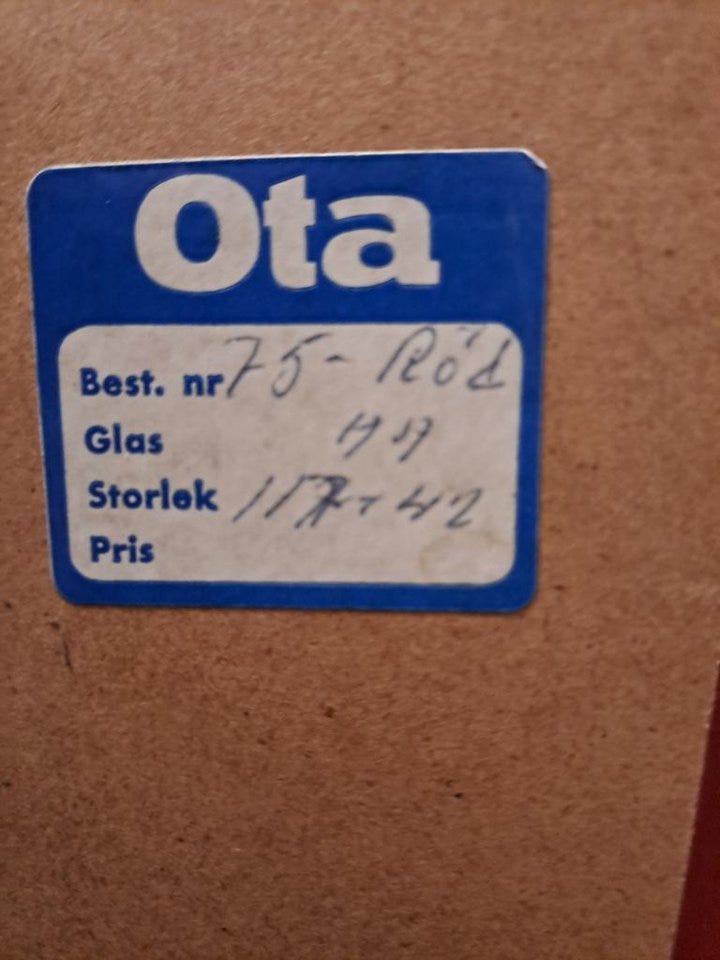 Ota
Best. nr 75- Röd
Glas
Storlek
Pris